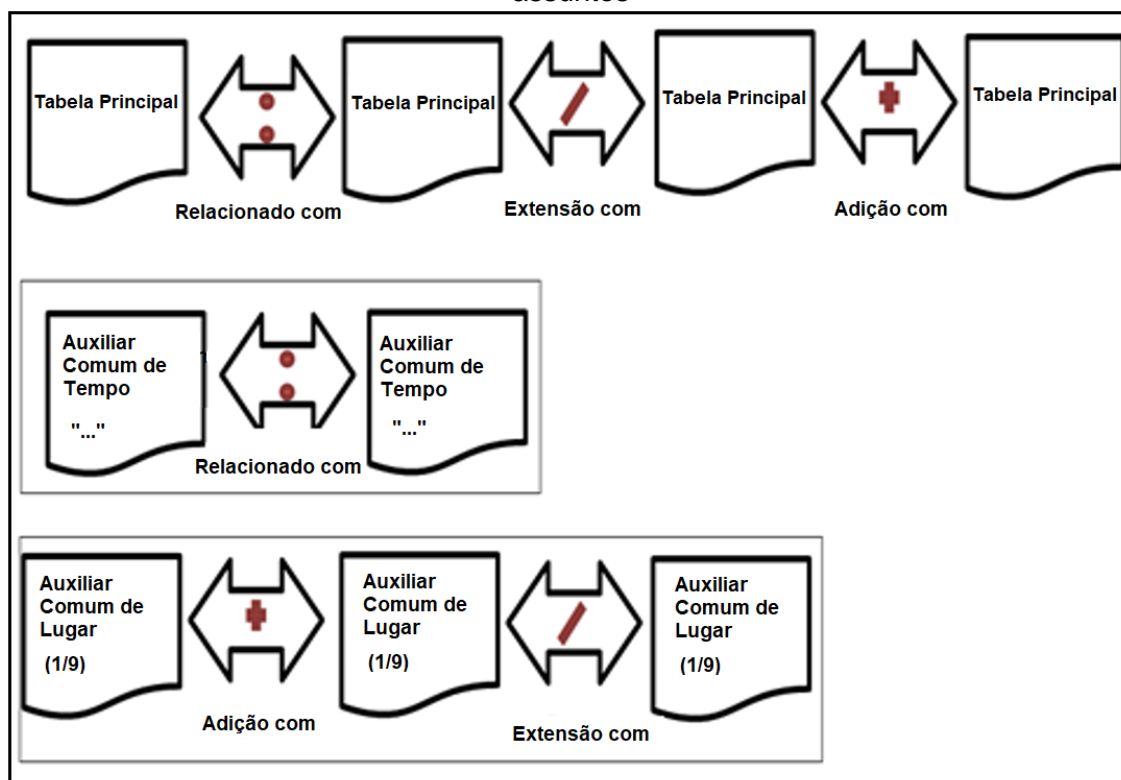 assuntos
Tabela Principal
Tabela Principal
Tabela Principal
Tabela Principal
:
/
+
Relacionado com
Extensão com
Adição com
Auxiliar
Comum de
Tempo
"..."
:
Auxiliar
Comum de
Tempo
"..."
Relacionado com
Auxiliar
Comum de
Lugar
(1/9)
+
Auxiliar
Comum de
Lugar
(1/9)
/
Auxiliar
Comum de
Lugar
(1/9)
Adição com
Extensão com